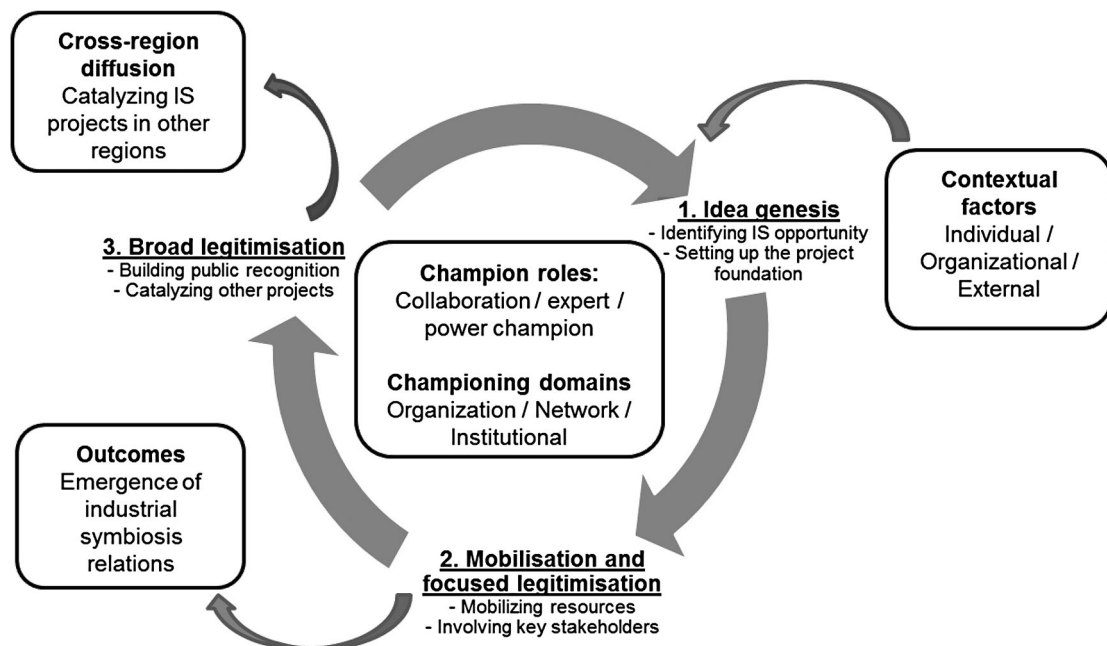 Cross-region
diffusion
Catalyzing IS
projects in other
regions
1. Idea genesis
- Identifying IS opportunity
- Setting up the project
foundation
Contextual
factors
Individual /
Organizational /
External
3. Broad legitimisation
- Building public recognition
- Catalyzing other projects
Champion roles:
Collaboration / expert /
power champion
Championing domains
Organization / Network /
Institutional
Outcomes
Emergence of
industrial
symbiosis
relations
2. Mobilisation and
focused legitimisation
- Mobilizing resources
- Involving key stakeholders